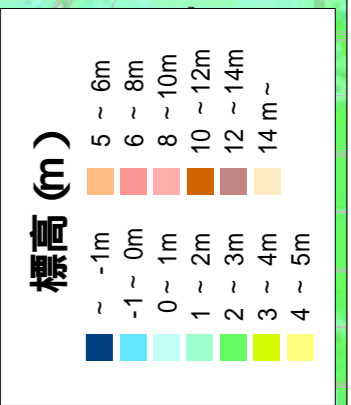 標高 (m)
~ -1m
-1 ~ 0m
0 ~ 1m
1 ~ 2m
2 ~ 3m
3 ~ 4m
4 ~ 5m
5 ~ 6m
6 ~ 8m
8 ~ 10m
10 ~ 12m
12 ~ 14m
14 m ~